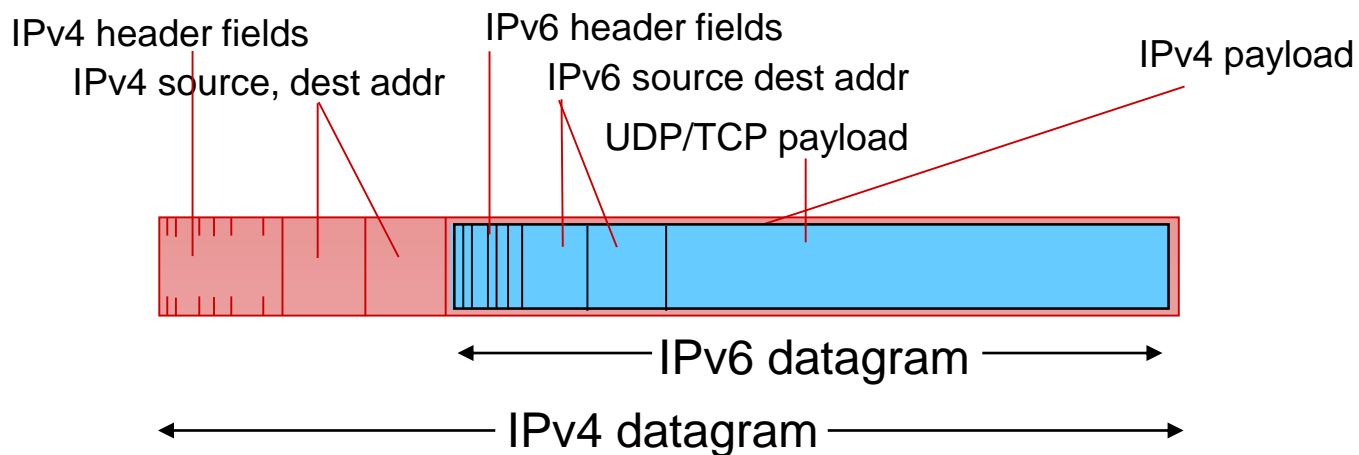 IPv4 header fields
IPv4 source, dest addr
IPv6 header fields
IPv6 source dest addr
UDP/TCP payload
IPv4 payload
IPv6 datagram
IPv4 datagram